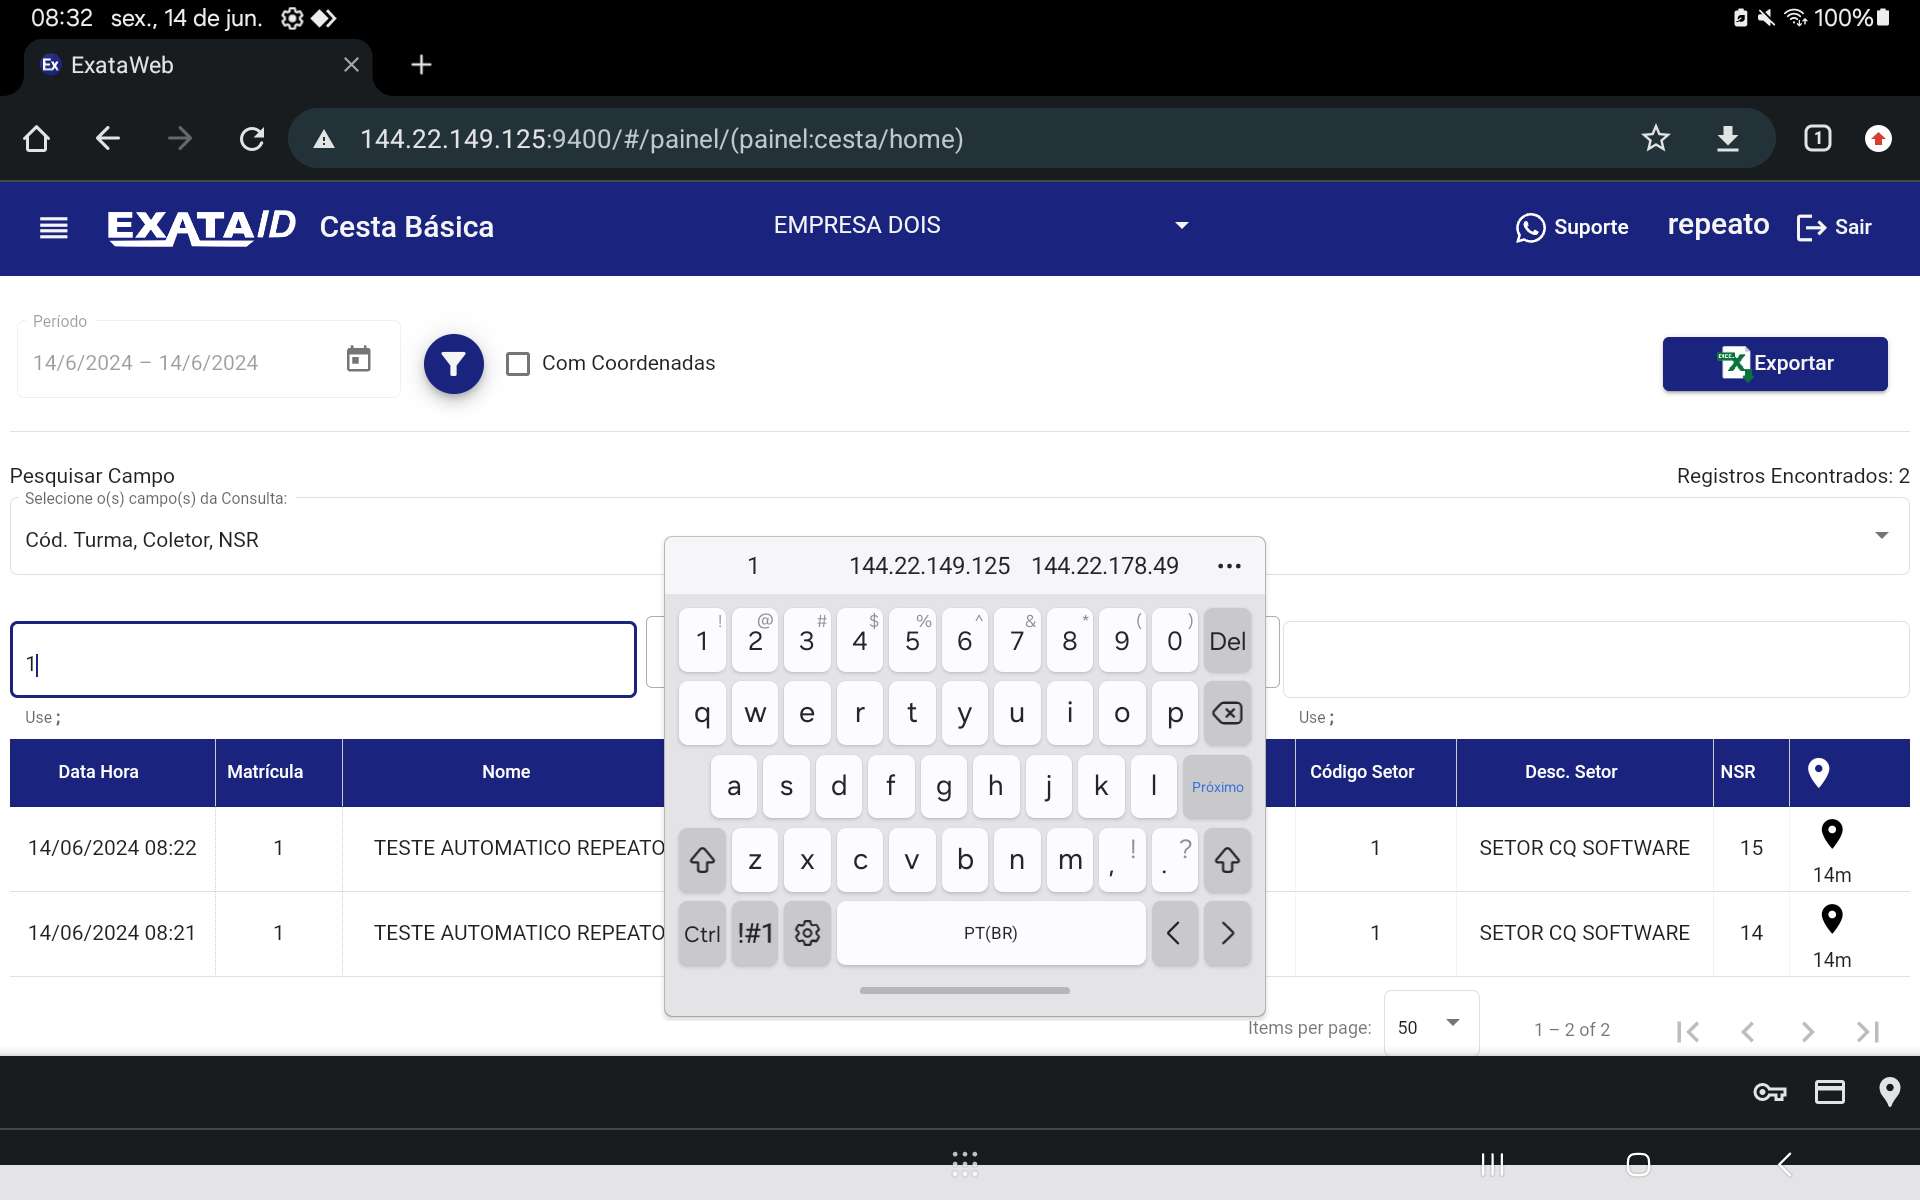 08:32 sex., 14 de jun. 100%
Ex ExataWeb
144.22.149.125:9400/#/painel/(painel:cesta/home) 1
EXATA ID Cesta Básica EMPRESA DOIS Suporte repeato Sair
Período
14/6/2024 – 14/6/2024 Com Coordenadas Exportar
Pesquisar Campo Registros Encontrados: 2
Selecione o(s) campo(s) da Consulta:
Cód. Turma, Coletor, NSR
1 144.22.149.125 144.22.178.49 •••
! @ # $ % ^ & * ( )
1 2 3 4 5 6 7 8 9 0 Del
1
q w e r t y u i o p
Use ; Use ;
Data Hora Matrícula Nome Código Setor Desc. Setor NSR
a s d f g h j k l Próximo
14/06/2024 08:22 1 TESTE AUTOMATICO REPEATO 1 SETOR CQ SOFTWARE 15
14m
z x c v b n m , ! . ?
14/06/2024 08:21 1 TESTE AUTOMATICO REPEATO 1 SETOR CQ SOFTWARE 14
14m
Ctrl !#1 PT(BR)
Items per page: 50 1 – 2 of 2